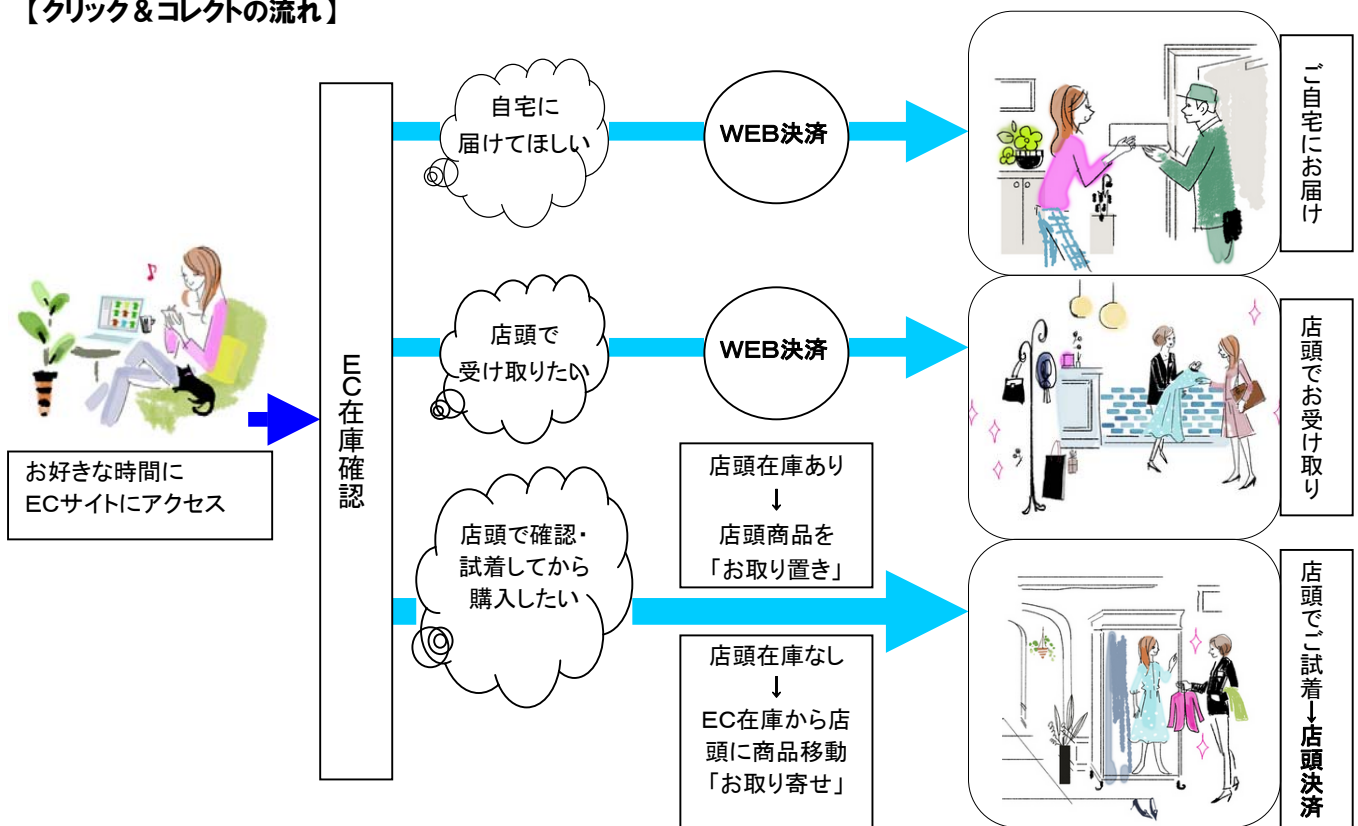 【クリック＆コレクトの流れ】
お好きな時間に
ＥＣサイトにアクセス
ＥＣ在庫確認
自宅に
届けてほしい
ＷＥＢ決済
ご自宅にお届け
店頭で
受け取りたい
ＷＥＢ決済
店頭でお受け取り
店頭で確認・
試着してから
購入したい
店頭在庫あり
↓
店頭商品を
「お取り置き」
店頭在庫なし
↓
ＥＣ在庫から店
頭に商品移動
「お取り寄せ」
店頭でご試着→店頭決済